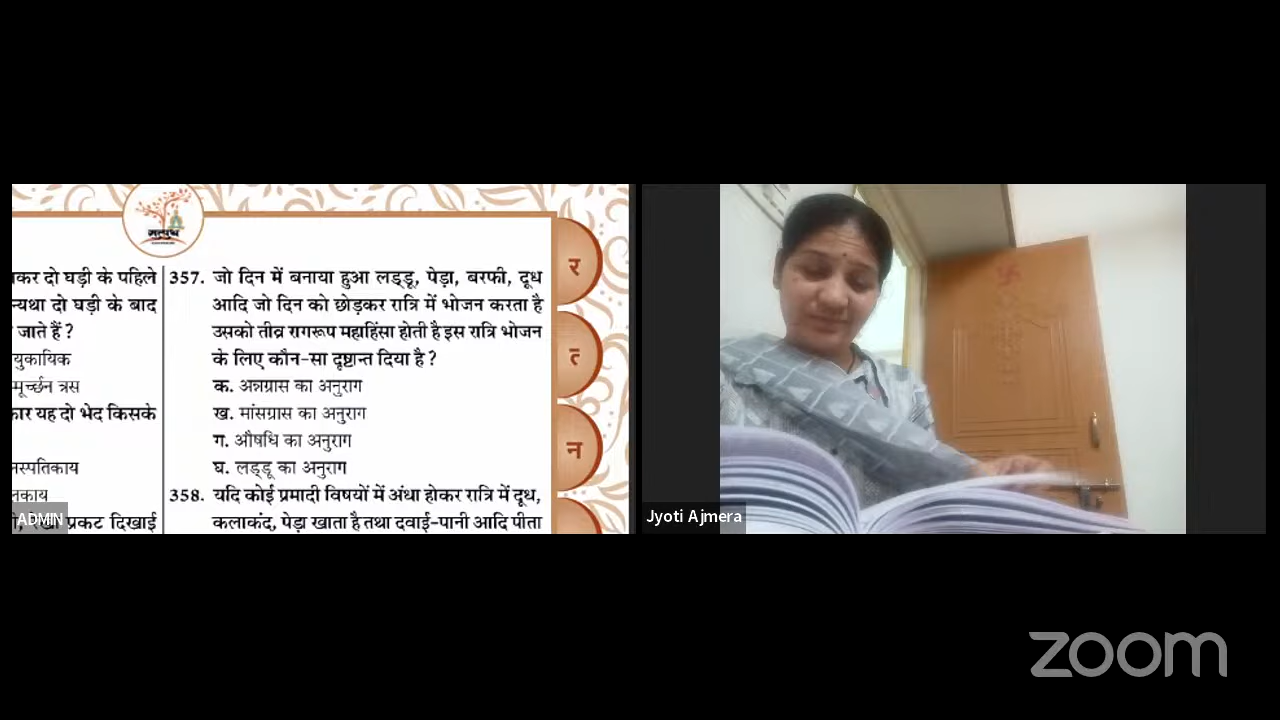 कर दो घड़ी के पहिले
न्यथा दो घड़ी के बाद
जाते हैं ?
युकायिक
मूर्च्छन त्रस
कार यह दो भेद किसके
नस्पतिकाय
लकाय
प्रकट दिखाई
ADMIN
357. जो दिन में बनाया हुआ लड्डू, पेड़ा, बरफी, दूध
आदि जो दिन को छोड़कर रात्रि में भोजन करता है
उसको तीव्र रागरूप महाहिंसा होती है इस रात्रि भोजन
के लिए कौन-सा दृष्टान्त दिया है ?
क. अन्नग्रास का अनुराग
ख. मांसग्रास का अनुराग
ग. औषधि का अनुराग
घ. लड्डू का अनुराग
358. यदि कोई प्रमादी विषयों में अंधा होकर रात्रि में दूध,
कलाकंद, पेड़ा खाता है तथा दवाई-पानी आदि पीता
र
त
न
Jyoti Ajmera
zoom